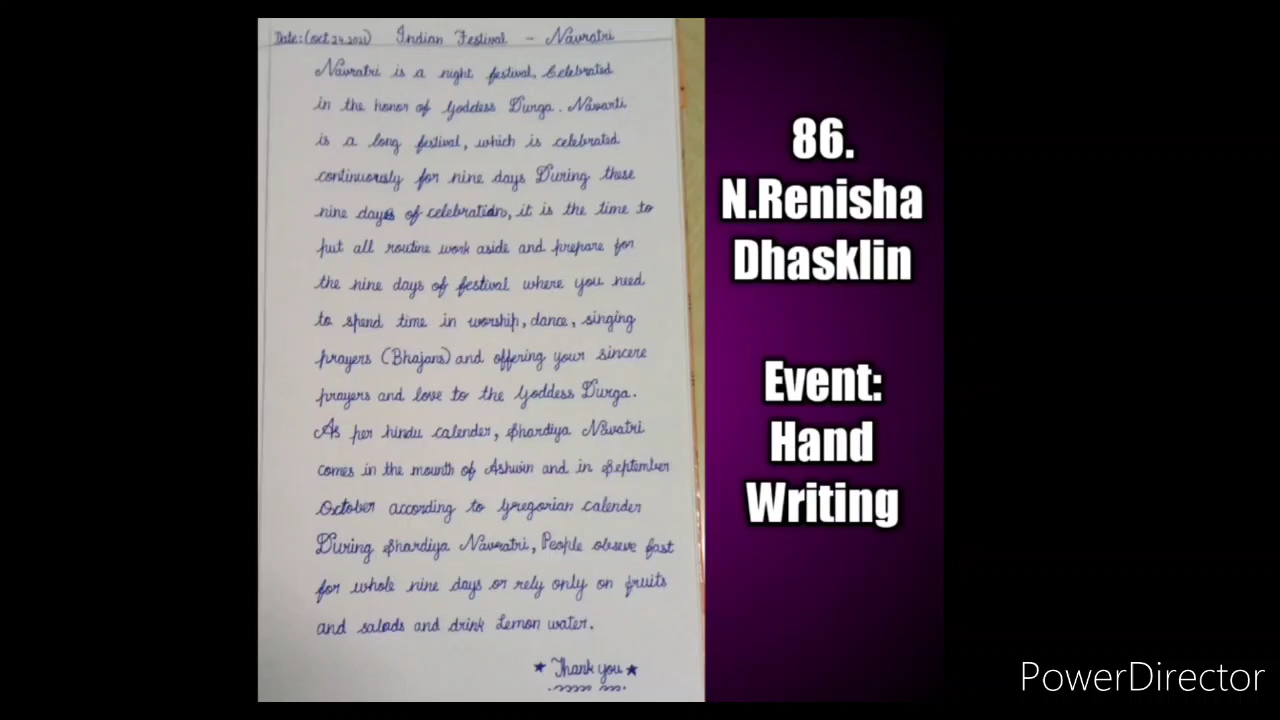 Date:(Oct 24.2021) Indian Festival - Navratri
Navratri is a night festival, Celebrated
in the honor of Goddess Durga. Navarti
is a long festival, which is celebrated
continuously for nine days During these
nine days of celebration, it is the time to
put all routine work aside and prepare for
the nine days of festival where you need
to spend time in worship, dance, singing
prayers (Bhajans) and offering your sincere
prayers and love to the Goddess Durga.
As per hindu calender, Shardiya Navatri
comes in the mounth of Ashwin and in September
October according to Gregorian calender
During Shardiya Navratri, People obseve fast
for whole nine days or rely only on fruits
and salads and drink Lemon water.
★ Thank you ★
86.
N.Renisha
Dhasklin
Event:
Hand
Writing
PowerDirector